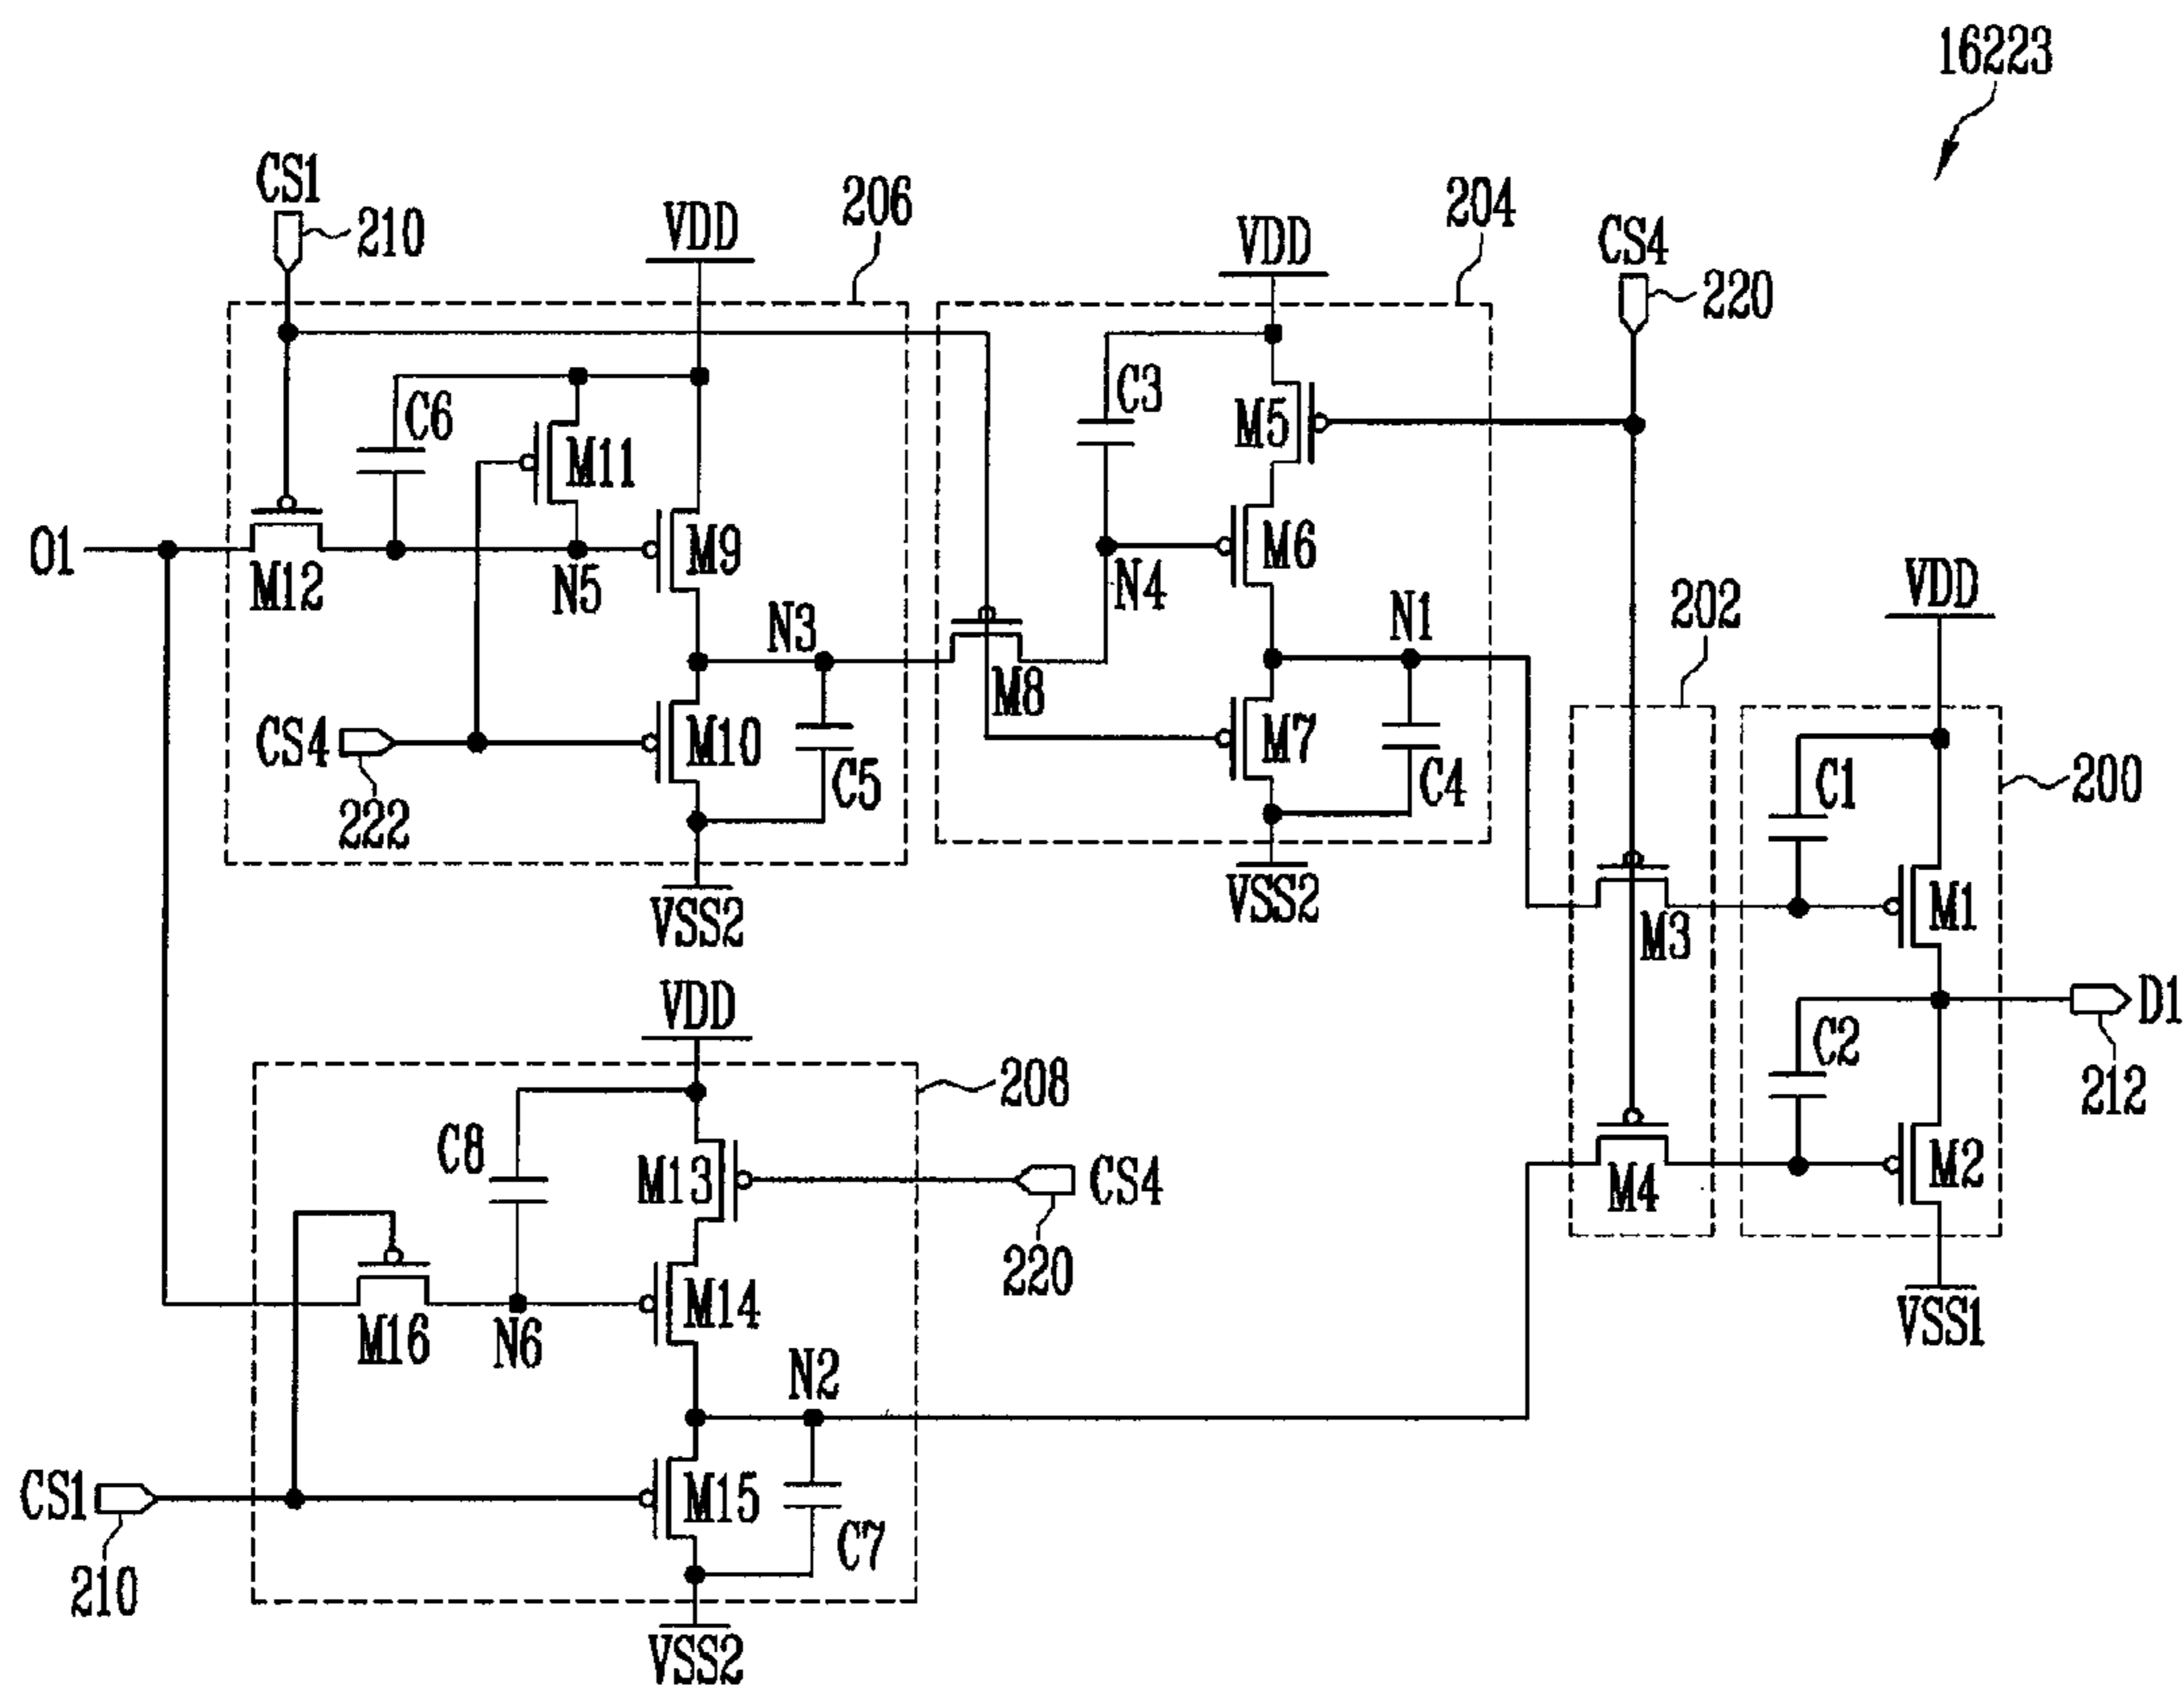 16223
CS1
210
206
VDD
204
VDD
CS4
220
C6
M11
C3
M5
O1
M12
N5
M9
N4
M6
N3
N1
202
VDD
M8
CS4
222
M10
C5
M7
C4
C1
200
VSS2
VSS2
M3
M1
VDD
D1
212
C2
208
C8
M13
CS4
220
M4
M2
M16
N6
M14
VSS1
N2
CS1
210
M15
C7
VSS2